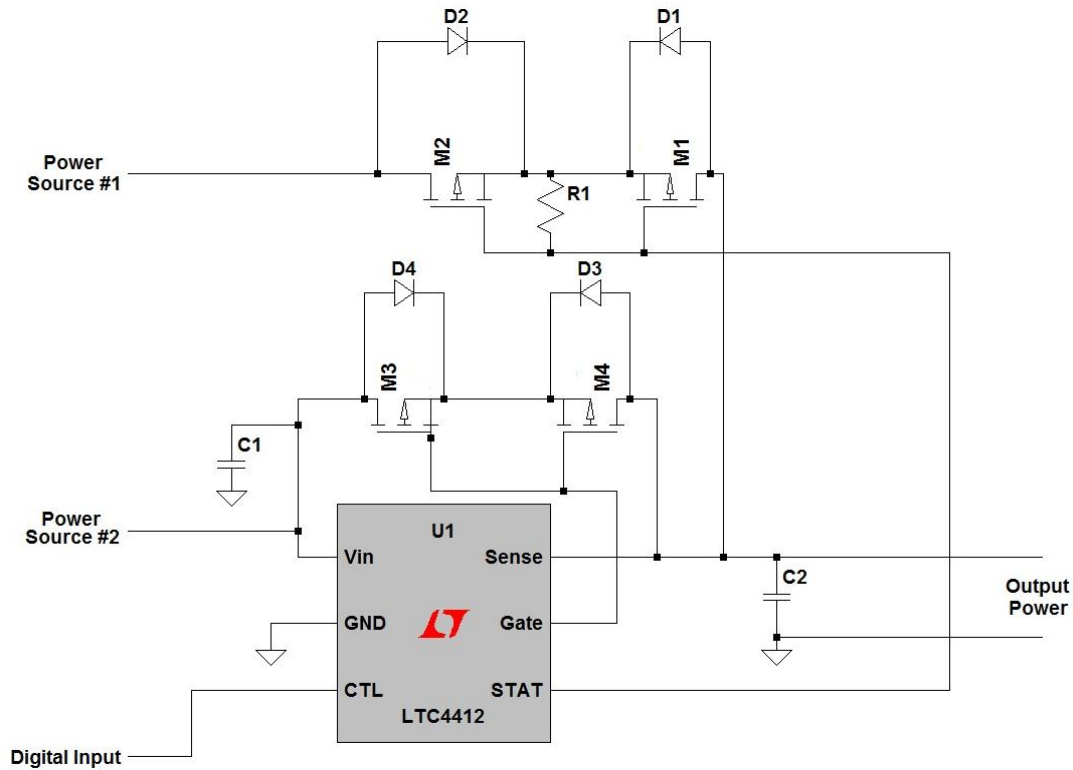 D2
D1
M2
M1
Power
Source #1
R1
D4
D3
M3
M4
C1
Power
Source #2
U1
Vin
Sense
C2
Output
Power
GND
Gate
CTL
STAT
LTC4412
Digital Input